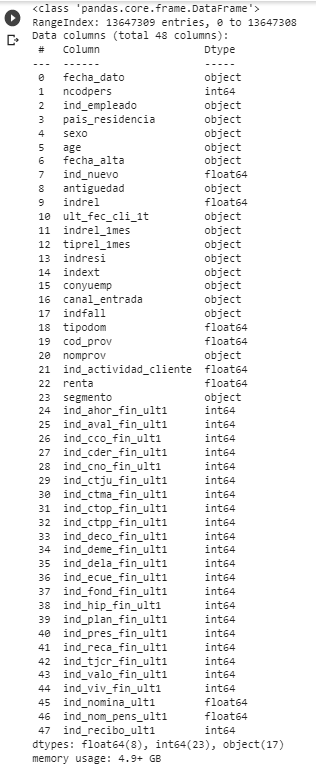 <class 'pandas.core.frame.DataFrame'>
RangeIndex: 13647309 entries, 0 to 13647308
Data columns (total 48 columns):
 #   Column                 Dtype
---  ------                 -----
 0   fecha_dato             object
 1   ncodpers               int64
 2   ind_empleado           object
 3   pais_residencia        object
 4   sexo                   object
 5   age                    object
 6   fecha_alta             object
 7   ind_nuevo              float64
 8   antiguedad             object
 9   indrel                 float64
 10  ult_fec_cli_1t         object
 11  indrel_1mes            object
 12  tiprel_1mes            object
 13  indresi                object
 14  indext                 object
 15  conyuemp               object
 16  canal_entrada          object
 17  indfall                object
 18  tipodom                float64
 19  cod_prov               float64
 20  nomprov                object
 21  ind_actividad_cliente  float64
 22  renta                  float64
 23  segmento               object
 24  ind_ahor_fin_ult1      int64
 25  ind_aval_fin_ult1      int64
 26  ind_cco_fin_ult1       int64
 27  ind_cder_fin_ult1      int64
 28  ind_cno_fin_ult1       int64
 29  ind_ctju_fin_ult1      int64
 30  ind_ctma_fin_ult1      int64
 31  ind_ctop_fin_ult1      int64
 32  ind_ctpp_fin_ult1      int64
 33  ind_deco_fin_ult1      int64
 34  ind_deme_fin_ult1      int64
 35  ind_dela_fin_ult1      int64
 36  ind_ecue_fin_ult1      int64
 37  ind_fond_fin_ult1      int64
 38  ind_hip_fin_ult1       int64
 39  ind_plan_fin_ult1      int64
 40  ind_pres_fin_ult1      int64
 41  ind_reca_fin_ult1      int64
 42  ind_tjcr_fin_ult1      int64
 43  ind_valo_fin_ult1      int64
 44  ind_viv_fin_ult1       int64
 45  ind_nomina_ult1        float64
 46  ind_nom_pens_ult1      float64
 47  ind_recibo_ult1        int64
dtypes: float64(8), int64(23), object(17)
memory usage: 4.9+ GB